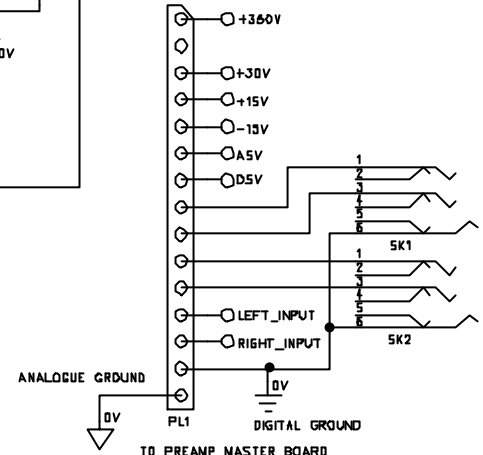 +360V
0V
+30V
+15V
-15V
A5V
D5V
1
2
3
4
5
6
SK1
1
2
3
4
5
6
SK2
LEFT_INPUT
RIGHT_INPUT
ANALOGUE GROUND
0V
0V
PL1
DIGITAL GROUND
TO PREAMP MASTER BOARD